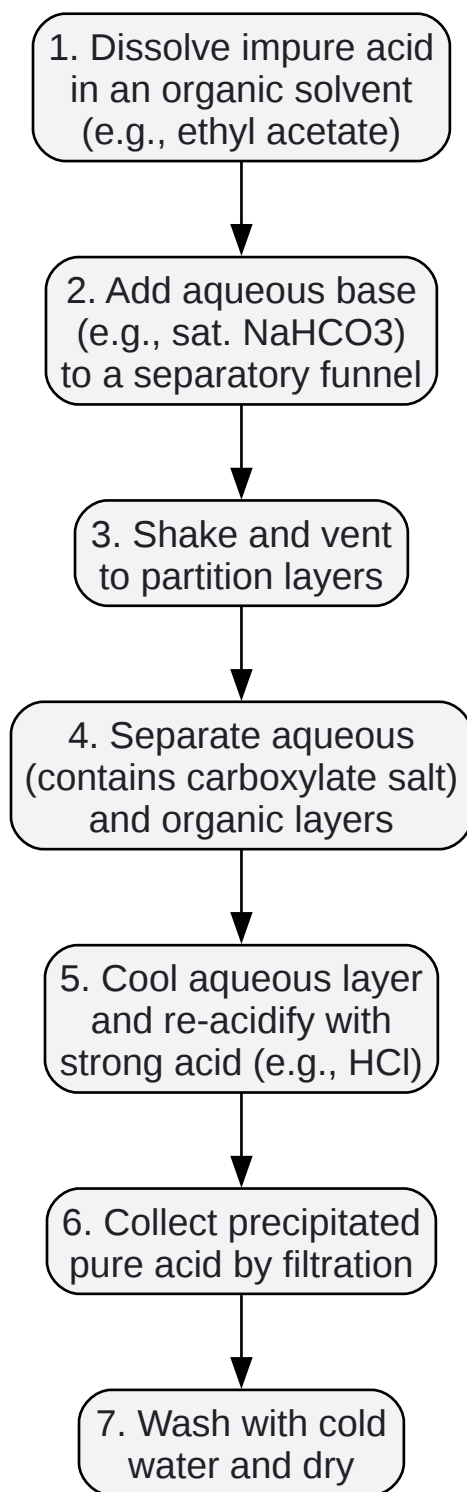 1. Dissolve impure acid
in an organic solvent
(e.g., ethyl acetate)
2. Add aqueous base
(e.g., sat. NaHCO3)
to a separatory funnel
3. Shake and vent
to partition layers
4. Separate aqueous
(contains carboxylate salt)
and organic layers
5. Cool aqueous layer
and re-acidify with
strong acid (e.g., HCl)
6. Collect precipitated
pure acid by filtration
7. Wash with cold
water and dry